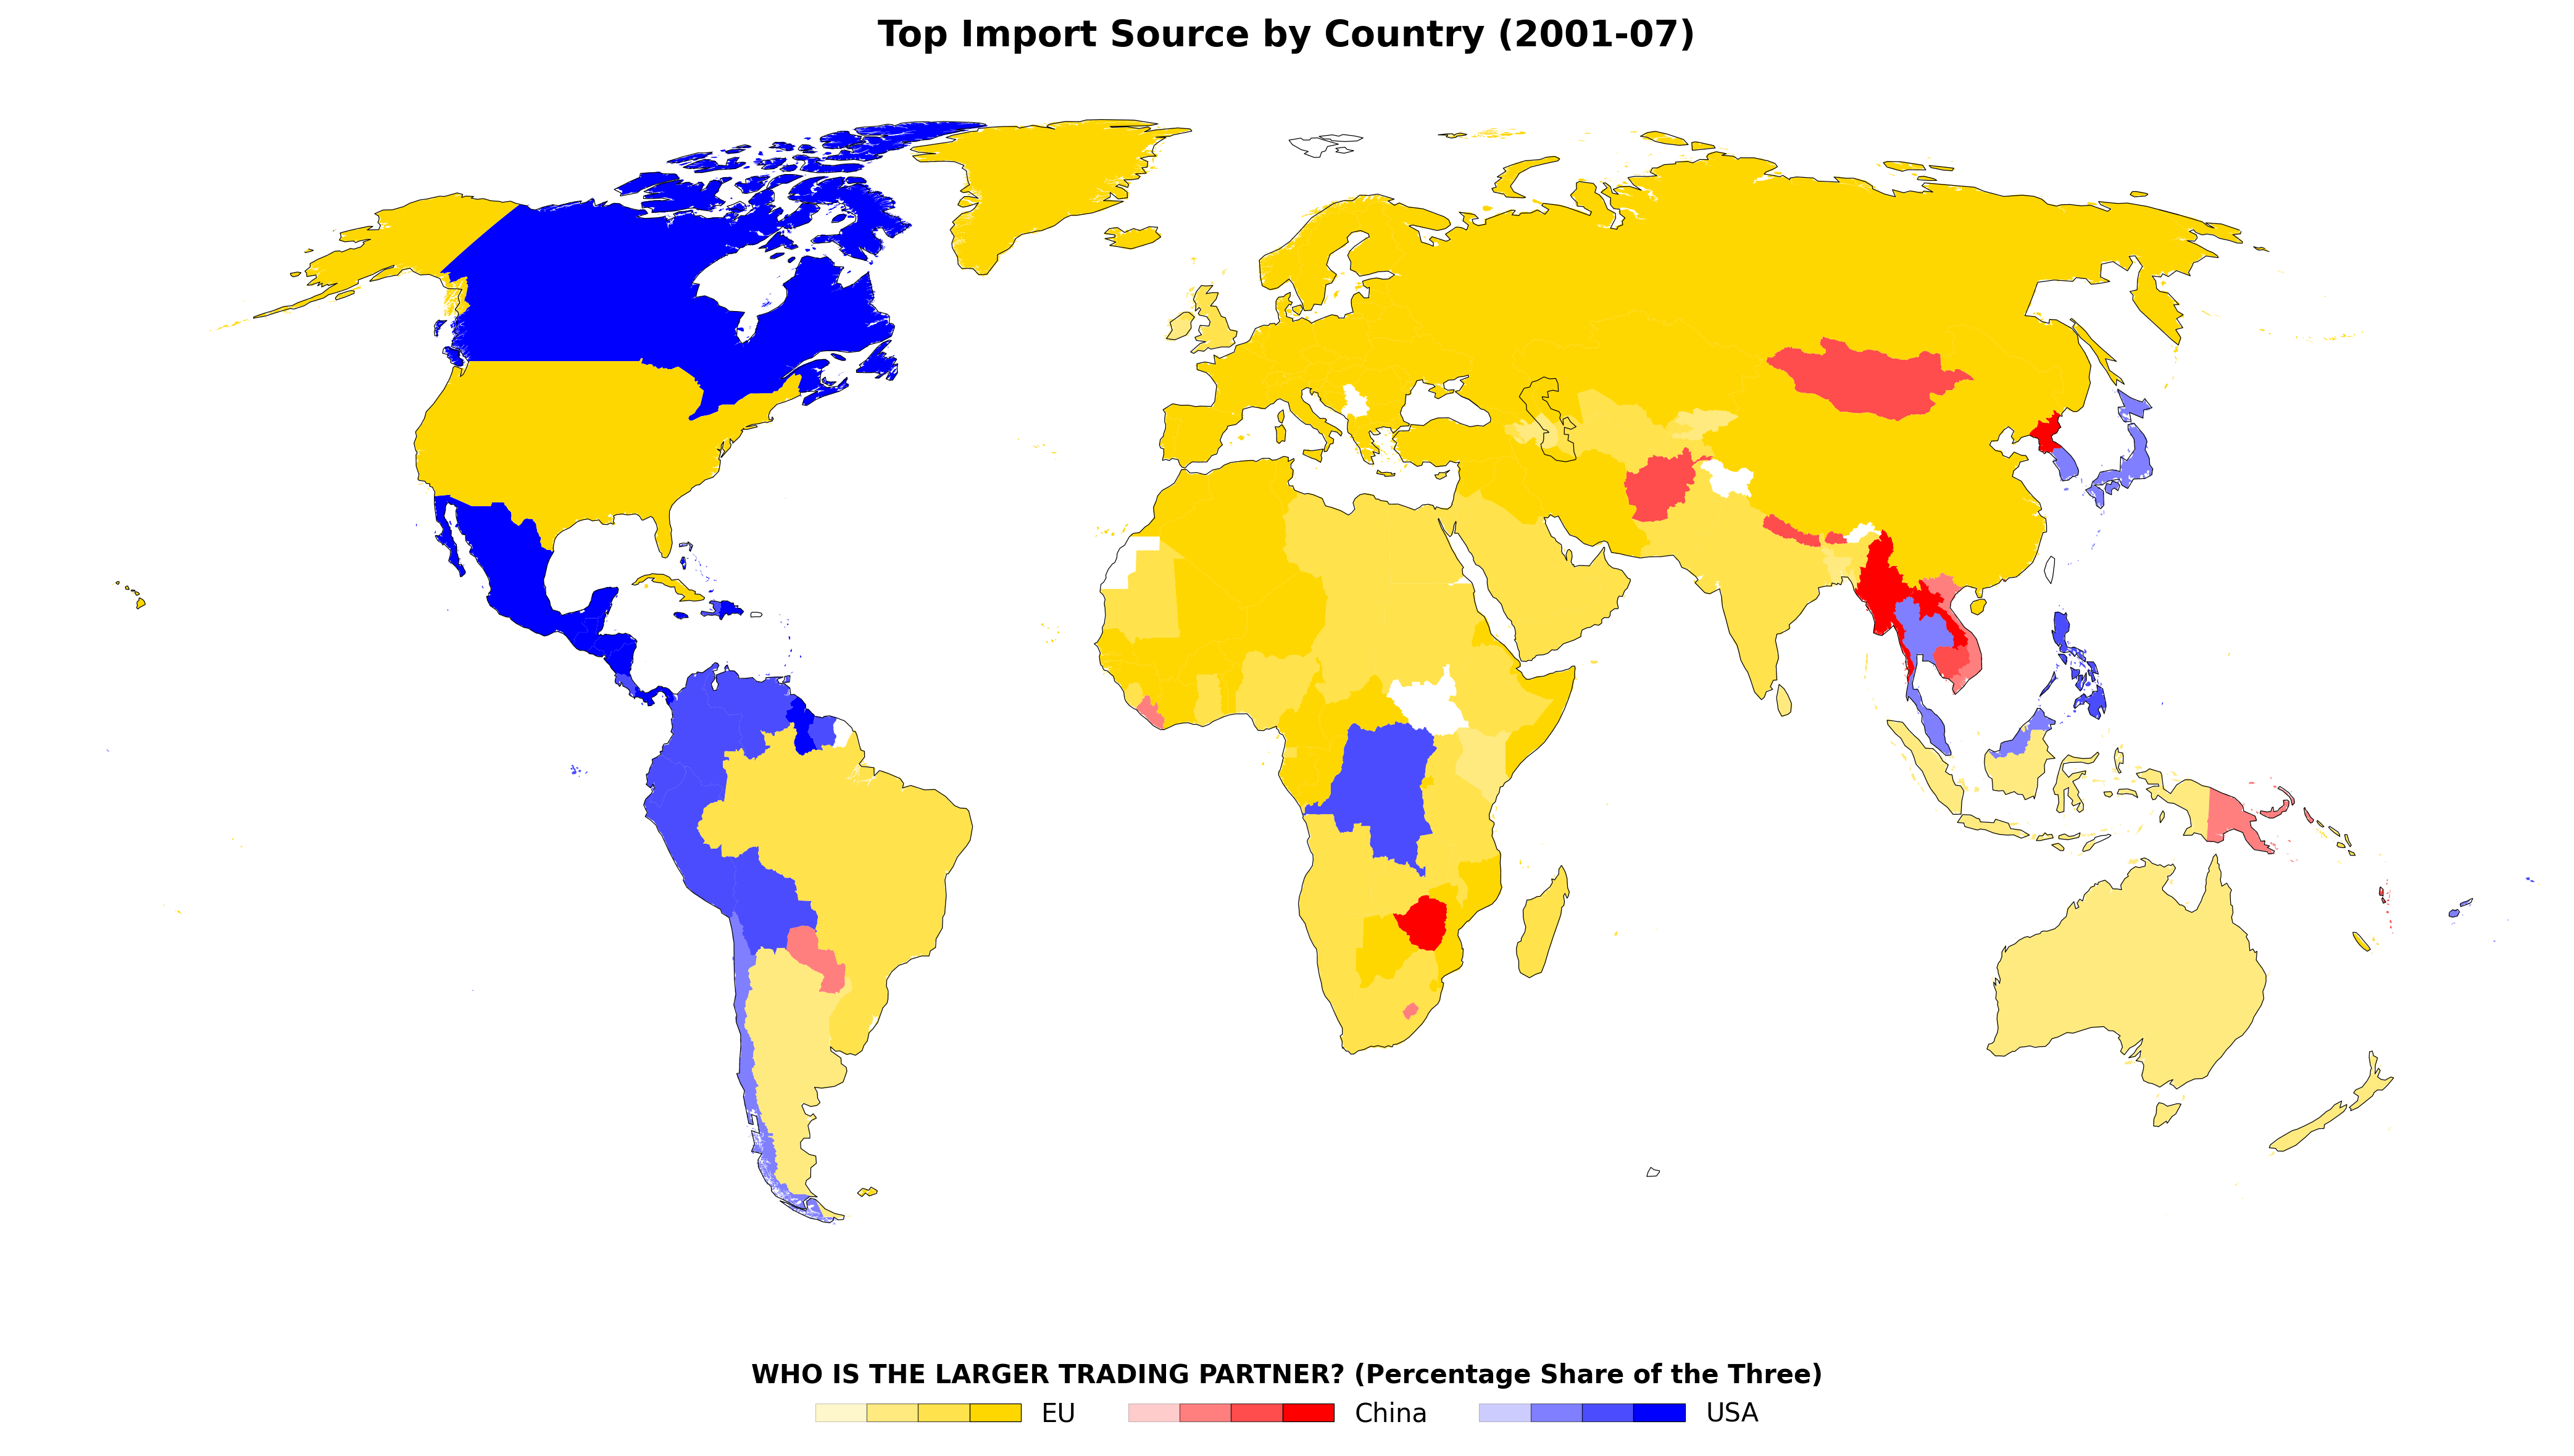 Top Import Source by Country (2001-07)
WHO IS THE LARGER TRADING PARTNER? (Percentage Share of the Three)
EU China USA